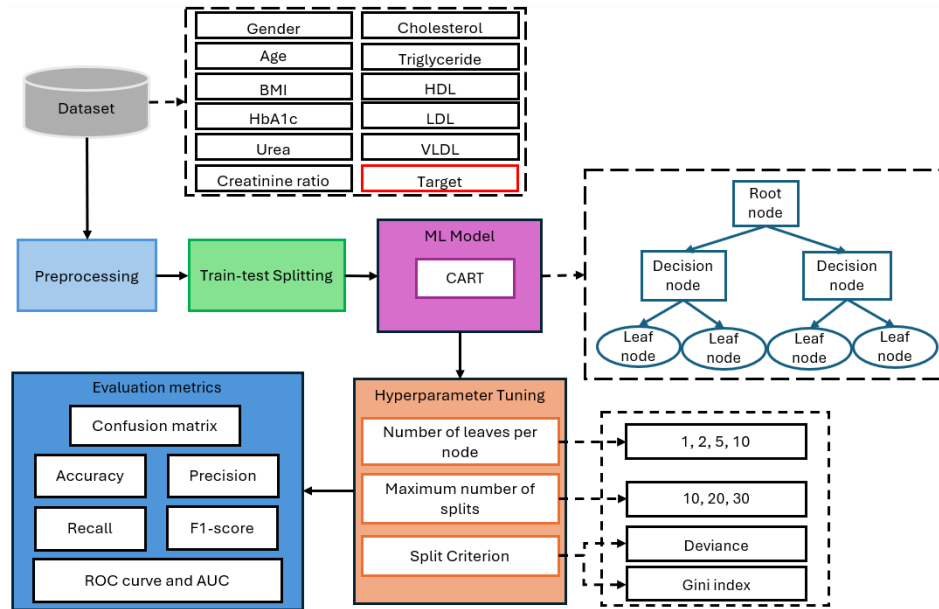 Gender
Cholesterol
Age
Triglyceride
BMI
HDL
HbA1c
LDL
Urea
VLDL
Creatinine ratio
Target
Dataset
Preprocessing
Train-test Splitting
ML Model
CART
Root
node
Decision
node
Decision
node
Leaf
node
Leaf
node
Leaf
node
Leaf
node
Hyperparameter Tuning
Number of leaves per
node
1, 2, 5, 10
Maximum number of
splits
10, 20, 30
Split Criterion
Deviance
Gini index
Evaluation metrics
Confusion matrix
Accuracy
Precision
Recall
F1-score
ROC curve and AUC